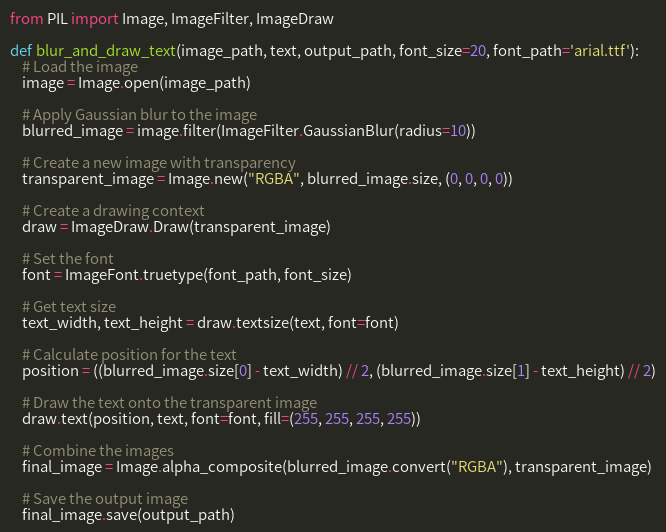 from PIL import Image, ImageFilter, ImageDraw
def blur_and_draw_text(image_path, text, output_path, font_size=20, font_path='arial.ttf'):
# Load the image
image = Image.open(image_path)
# Apply Gaussian blur to the image
blurred_image = image.filter(ImageFilter.GaussianBlur(radius=10))
# Create a new image with transparency
transparent_image = Image.new("RGBA", blurred_image.size, (0, 0, 0, 0))
# Create a drawing context
draw = ImageDraw.Draw(transparent_image)
# Set the font
font = ImageFont.truetype(font_path, font_size)
# Get text size
text_width, text_height = draw.textsize(text, font=font)
# Calculate position for the text
position = ((blurred_image.size[0] - text_width) // 2, (blurred_image.size[1] - text_height) // 2)
# Draw the text onto the transparent image
draw.text(position, text, font=font, fill=(255, 255, 255, 255))
# Combine the images
final_image = Image.alpha_composite(blurred_image.convert("RGBA"), transparent_image)
# Save the output image
final_image.save(output_path)